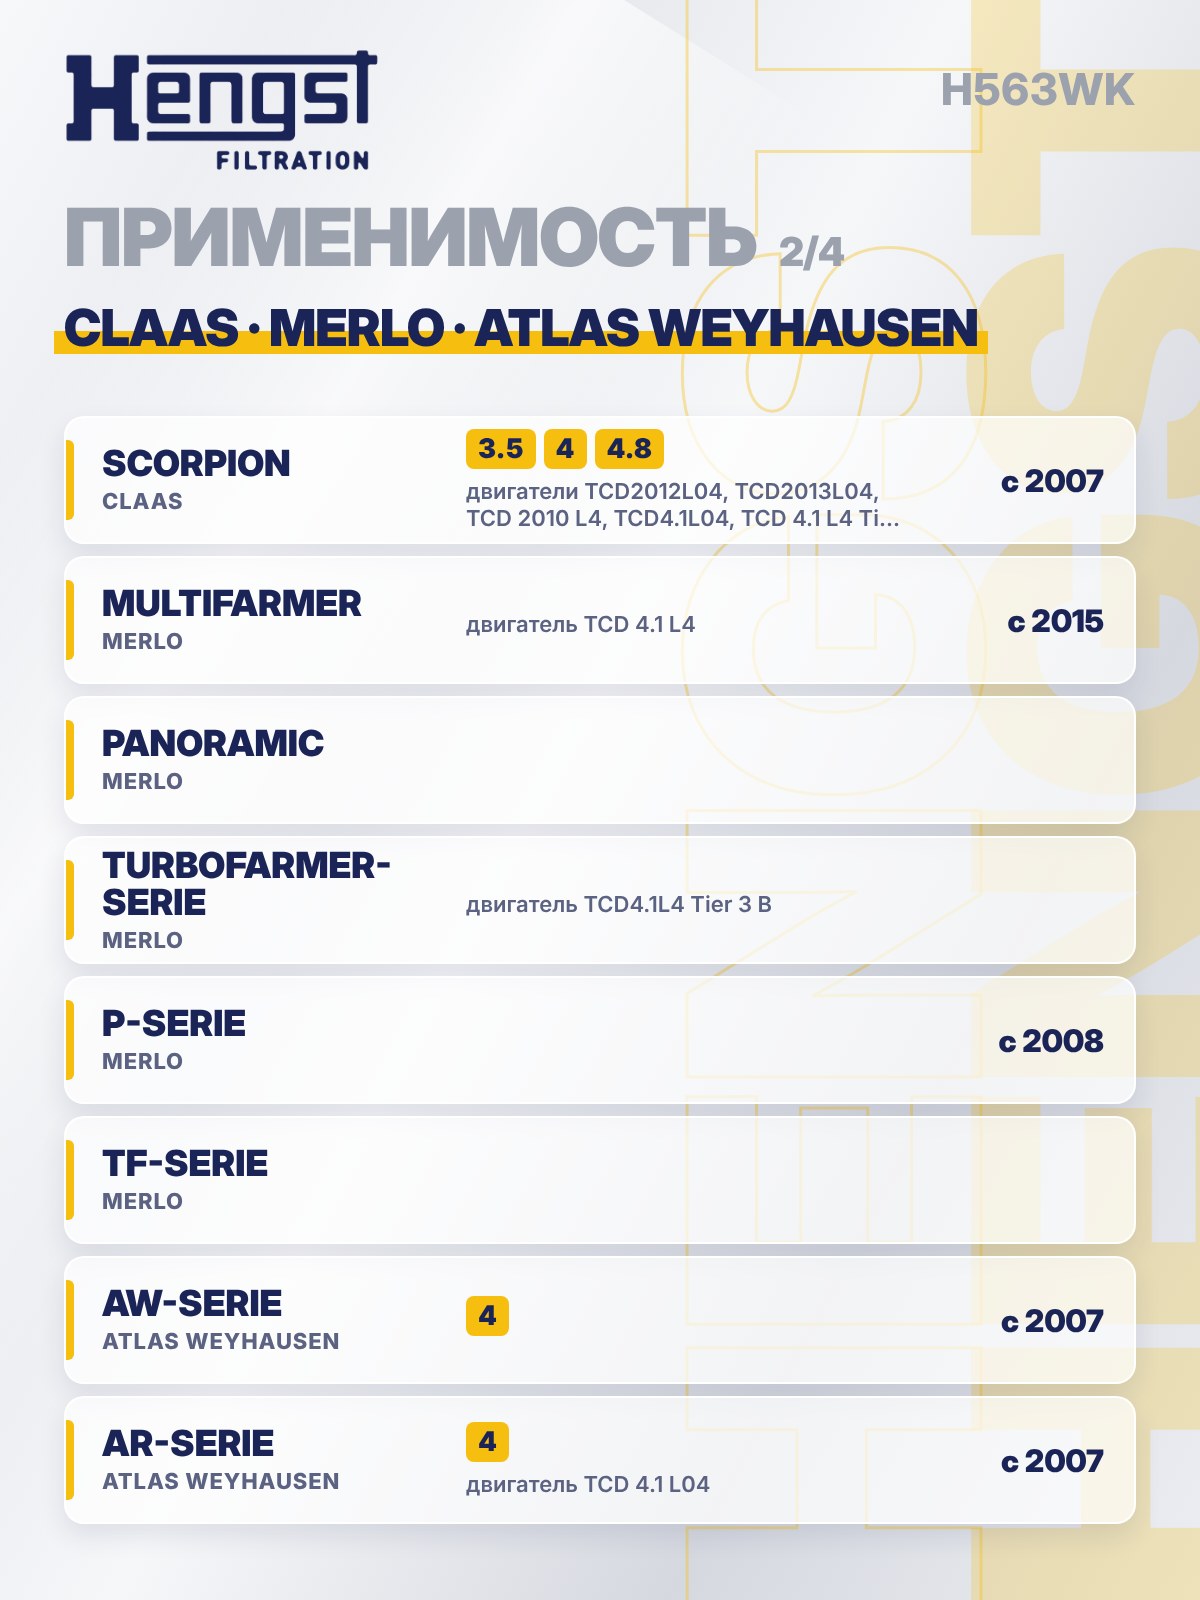 Hengst
FILTRATION
H563WK
ПРИМЕНИМОСТЬ 2/4
CLAAS · MERLO · ATLAS WEYHAUSEN
SCORPION
CLAAS
3.5 4 4.8
двигатели TCD2012L04, TCD2013L04,
TCD 2010 L4, TCD4.1L04, TCD 4.1 L4 Ti...
с 2007
MULTIFARMER
MERLO
двигатель TCD 4.1 L4
с 2015
PANORAMIC
MERLO
TURBOFARMER-
SERIE
MERLO
двигатель TCD4.1L4 Tier 3 B
P-SERIE
MERLO
с 2008
TF-SERIE
MERLO
AW-SERIE
ATLAS WEYHAUSEN
4
с 2007
AR-SERIE
ATLAS WEYHAUSEN
4
двигатель TCD 4.1 L04
с 2007
HENGST
HENGST